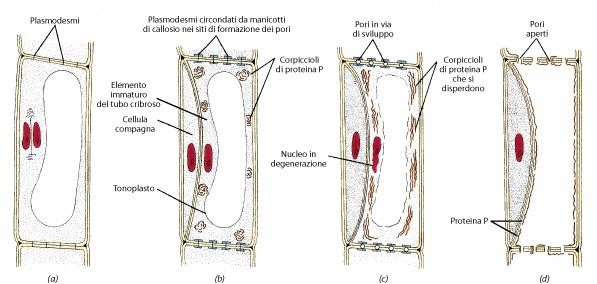 Plasmodesmi
Plasmodesmi circondati da manicotti
di callosio nei siti di formazione dei pori
Corpiccioli
di proteina P
Elemento
immaturo
del tubo cribroso
Cellula
compagna
Tonoplasto
Pori in via
di sviluppo
Corpiccioli
di proteina P
che si
disperdono
Nucleo in
degenerazione
Pori
aperti
Proteina P
(a)
(b)
(c)
(d)